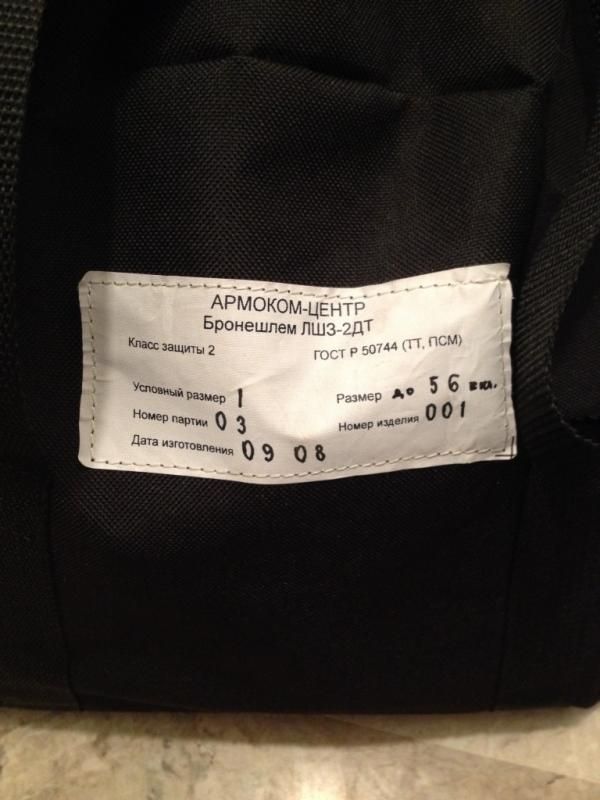 АРМОКОМ-ЦЕНТР
Бронешлем ЛШЗ-2ДТ
Класс защиты 2 ГОСТ Р 50744 (ТТ, ПСМ)
Условный размер 1 Размер до 56 вкл.
Номер партии 03 Номер изделия 001
Дата изготовления 09 08